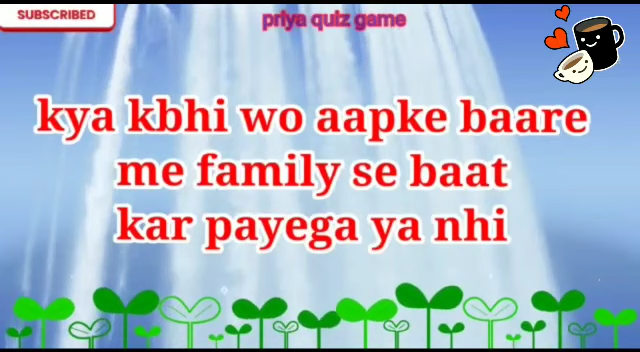 SUBSCRIBED
priya quiz game
kya kbhi wo aapke baare
me family se baat
kar payega ya nhi